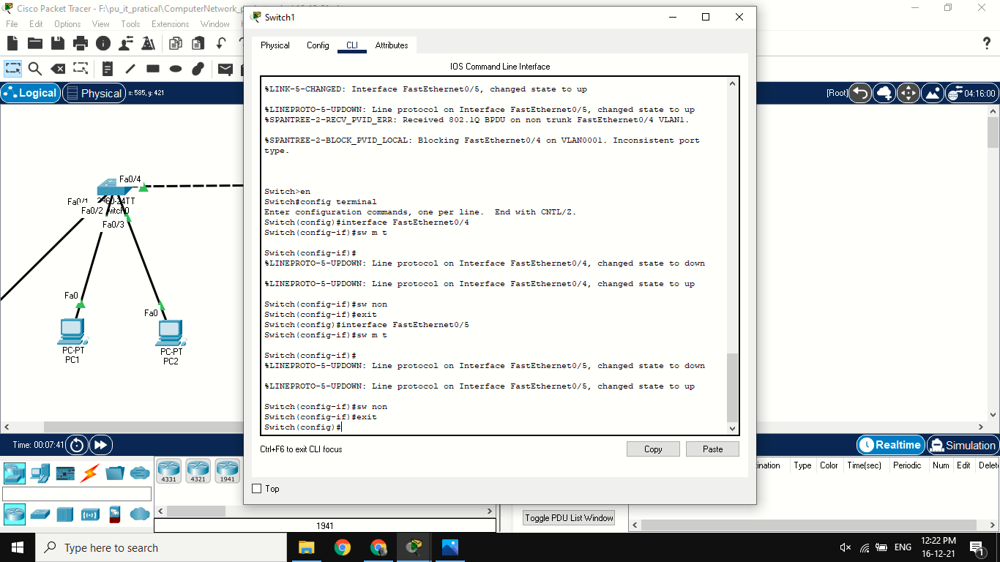 Cisco Packet Tracer - F:\pu_it_pratical\ComputerNetwork_p
File Edit Options View Tools Extensions Window
Logical
Physical
x: 585, y: 421
[Root]
04:16:00
Switch1
Physical Config CLI Attributes
IOS Command Line Interface
%LINK-5-CHANGED: Interface FastEthernet0/5, changed state to up
%LINEPROTO-5-UPDOWN: Line protocol on Interface FastEthernet0/5, changed state to up
%SPANTREE-2-RECV_PVID_ERR: Received 802.1Q BPDU on non trunk FastEthernet0/4 VLAN1.
%SPANTREE-2-BLOCK_PVID_LOCAL: Blocking FastEthernet0/4 on VLAN0001. Inconsistent port
type.
Switch>en
Switch#config terminal
Enter configuration commands, one per line.  End with CNTL/Z.
Switch(config)#interface FastEthernet0/4
Switch(config-if)#sw m t
Switch(config-if)#
%LINEPROTO-5-UPDOWN: Line protocol on Interface FastEthernet0/4, changed state to down
%LINEPROTO-5-UPDOWN: Line protocol on Interface FastEthernet0/4, changed state to up
Switch(config-if)#sw non
Switch(config-if)#exit
Switch(config)#interface FastEthernet0/5
Switch(config-if)#sw m t
Switch(config-if)#
%LINEPROTO-5-UPDOWN: Line protocol on Interface FastEthernet0/5, changed state to down
%LINEPROTO-5-UPDOWN: Line protocol on Interface FastEthernet0/5, changed state to up
Switch(config-if)#sw non
Switch(config-if)#exit
Switch(config)#
Ctrl+F6 to exit CLI focus
Copy Paste
Top
Fa0/4
Fa0/1
Fa0/2
Fa0/3
Fa0
Fa0
PC-PT
PC1
PC-PT
PC2
Time: 00:07:41
Realtime Simulation
4331 4321 1941
1941
Type Color Time(sec) Periodic Num Edit
Toggle PDU List Window
Type here to search
ENG
12:22 PM
16-12-21
1